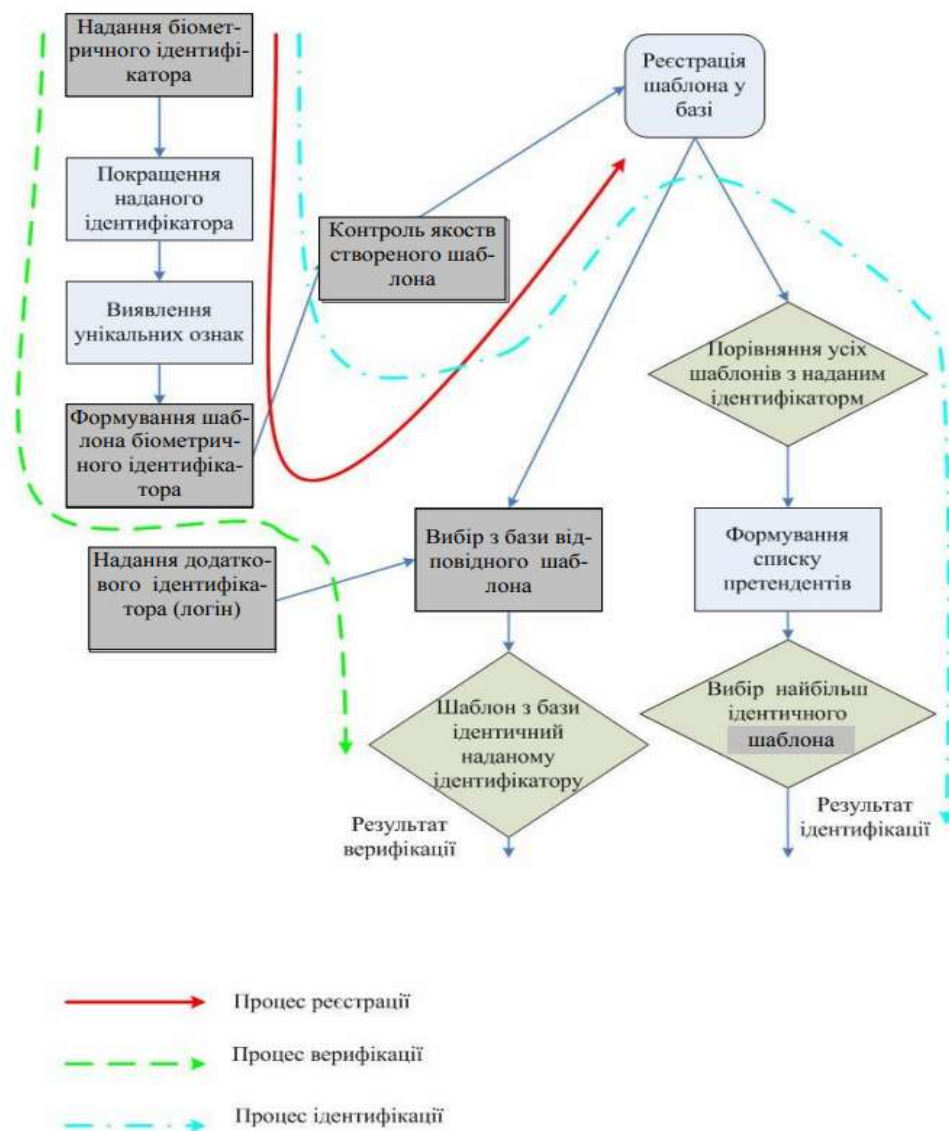 Надання біомет-
ричного ідентифі-
катора
Реєстрація
шаблона у
базі
Покращення
наданого
ідентифікатора
Контроль якоств
створеного шаб-
лона
Виявлення
унікальних ознак
Порівняння усіх
шаблонів з наданим
ідентифікаторм
Формування шаб-
лона біометрич-
ного ідентифіка-
тора
Надання додатко-
вого ідентифіка-
тора (логін)
Вибір з бази від-
повідного шаб-
лона
Формування
списку
претендентів
Шаблон з бази
ідентичний
наданому
ідентифікатору
Вибір найбільш
ідентичного
шаблона
Результат
верифікації
Результат
ідентифікації
Процес реєстрації
Процес верифікації
Процес ідентифікації